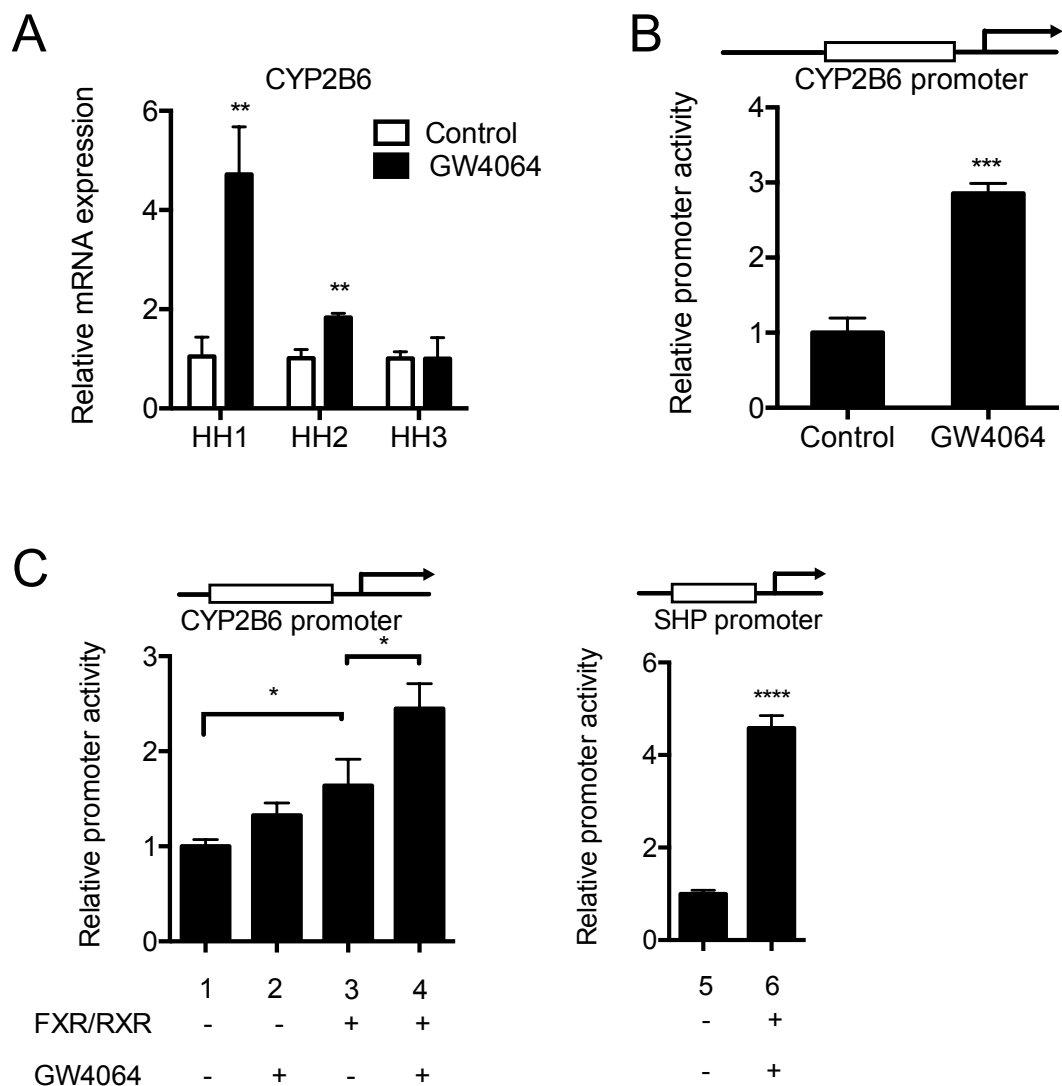 A
CYP2B6
Relative mRNA expression
6
4
2
0
**
**
Control
GW4064
HH1 HH2 HH3
B
CYP2B6 promoter
Relative promoter activity
4
3
2
1
0
***
Control GW4064
C
CYP2B6 promoter
Relative promoter activity
3
2
1
0
*
*
1 2 3 4
FXR/RXR - - + +
GW4064 - + - +
SHP promoter
Relative promoter activity
6
4
2
0
****
5 6
- +
- +